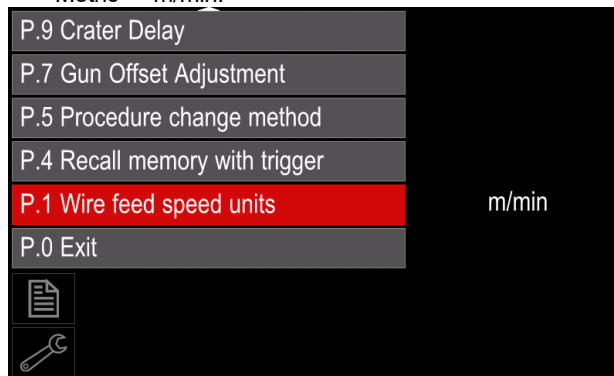 P.9 Crater Delay
P.7 Gun Offset Adjustment
P.5 Procedure change method
P.4 Recall memory with trigger
P.1 Wire feed speed units m/min
P.0 Exit